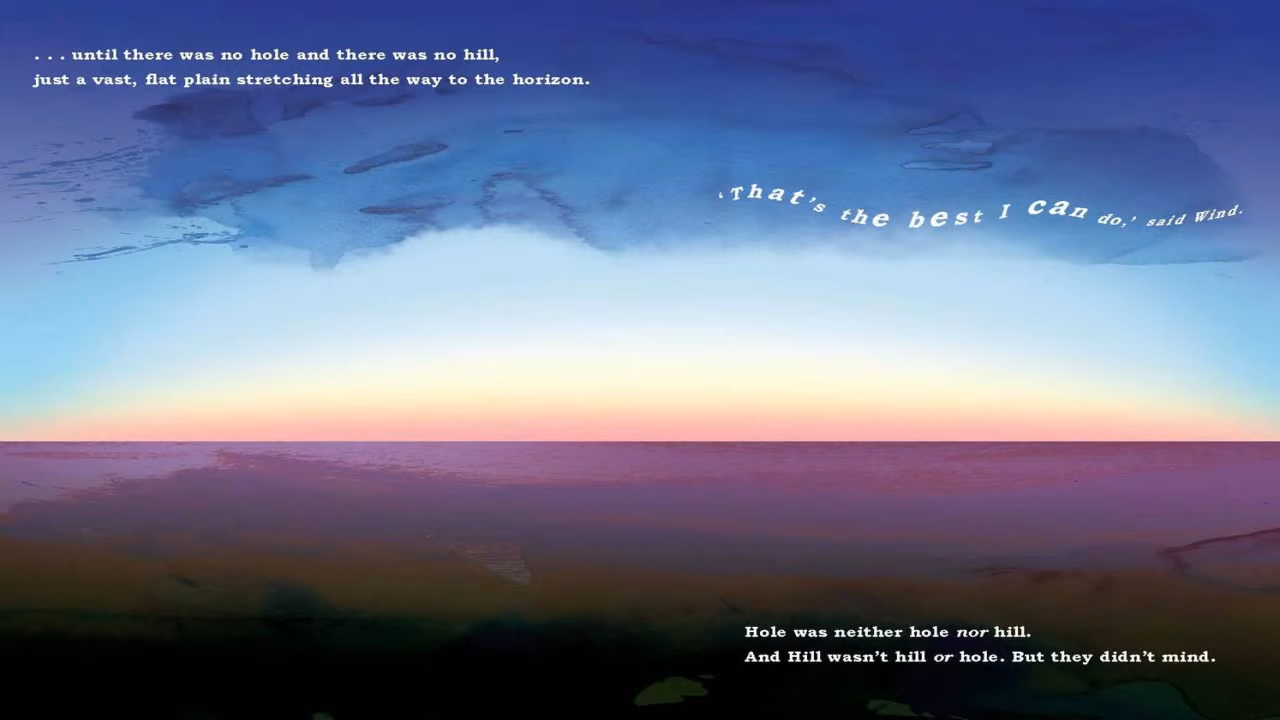 . . . until there was no hole and there was no hill,
just a vast, flat plain stretching all the way to the horizon.
‘That’s the best I can do,’ said Wind.
Hole was neither hole nor hill.
And Hill wasn’t hill or hole. But they didn’t mind.